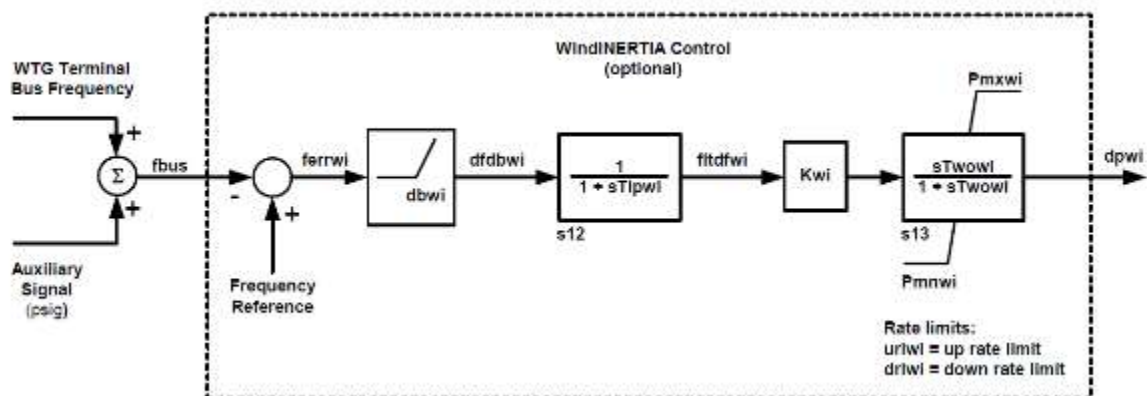 WindINERTIA Control
(optional)
WTG Terminal
Bus Frequency
+
Σ
+
fbus
-
+
ferrwi
dbwi
dfdbwi
1
1 + sTlpwi
s12
fltdfwi
Kwi
Pmxwi
sTwowi
1 + sTwowi
s13
Pmnwi
dpwi
Auxiliary
Signal
(psig)
Frequency
Reference
Rate limits:
urlwi = up rate limit
drlwi = down rate limit